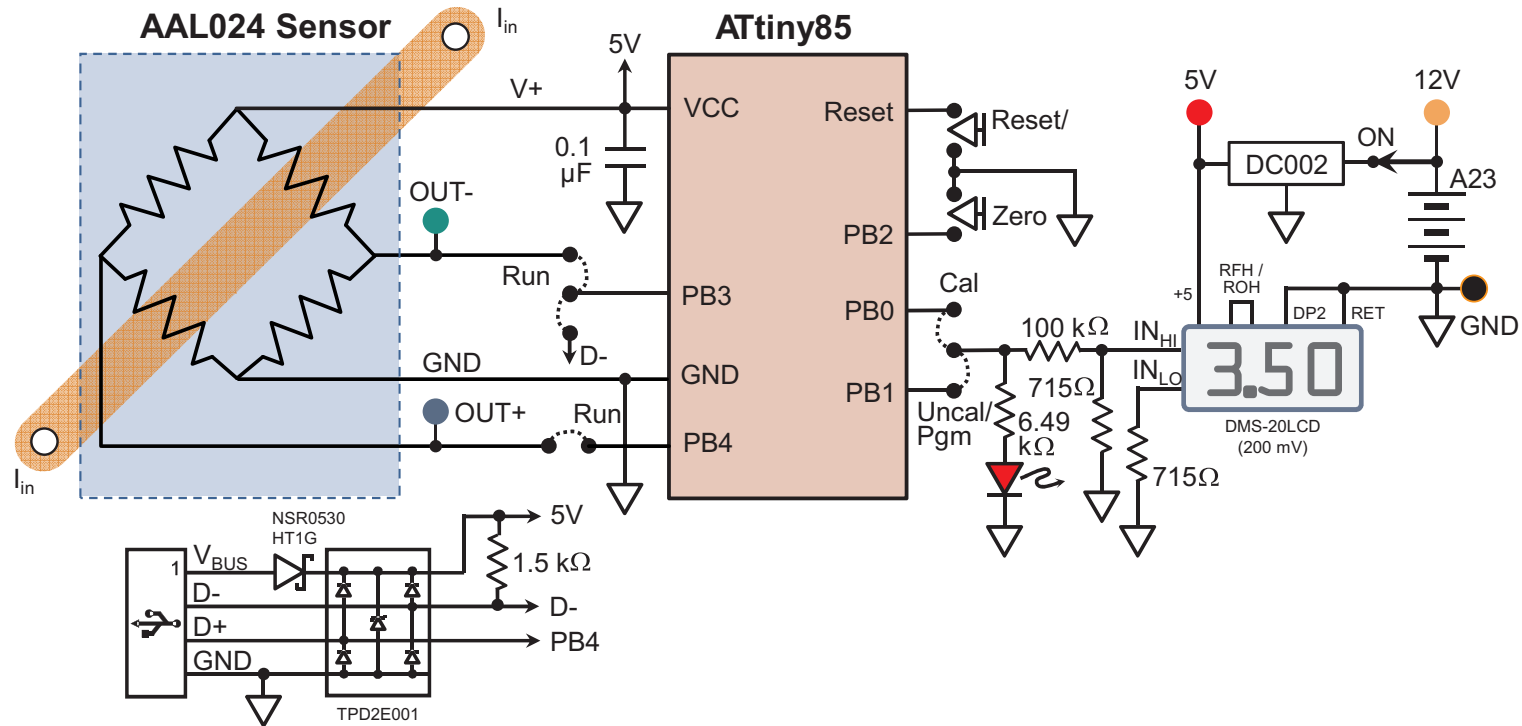 AAL024 Sensor
I_in
ATtiny85
5V
V+
VCC
0.1
µF
OUT-
Run
PB3
D-
GND
GND
OUT+
Run
PB4
I_in
Reset
Reset/
Zero
PB2
Cal
PB0
PB1
Uncal/
Pgm
100 kΩ
715Ω
6.49
kΩ
715Ω
5V
12V
ON
DC002
A23
RFH /
ROH
+5
DP2
RET
GND
IN_HI
IN_LO
3.50
DMS-20LCD
(200 mV)
NSR0530
HT1G
5V
1
V_BUS
1.5 kΩ
D-
D-
D+
PB4
GND
TPD2E001